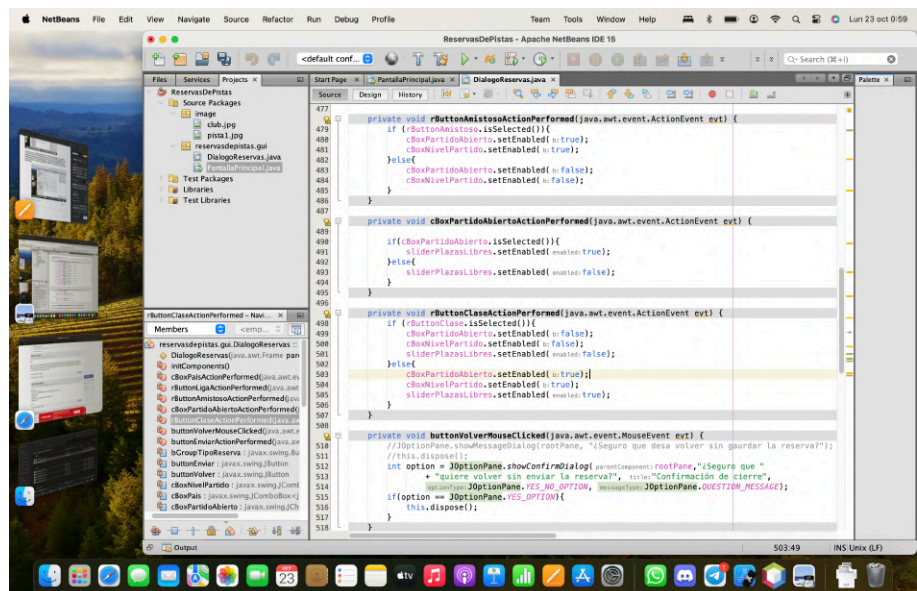 NetBeans File Edit View Navigate Source Refactor Run Debug Profile Team Tools Window Help Lun 23 oct 0:59
ReservasDePistas - Apache NetBeans IDE 15
<default conf... Search (⌘+I)
Files Services Projects × Start Page × PantallaPrincipal.java × DialogoReservas.java × Palette ×
Source Design History
ReservasDePistas
Source Packages
image
club.jpg
pista1.jpg
reservasdepistas.gui
DialogoReservas.java
PantallaPrincipal.java
Test Packages
Libraries
Test Libraries
rButtonClaseActionPerformed - Navi... ×
Members <emp...
reservasdepistas.gui.DialogoReservas ::
DialogoReservas(java.awt.Frame paren
initComponents()
cBoxPaisActionPerformed(java.awt.ev
rButtonLigaActionPerformed(java.awt
rButtonAmistosoActionPerformed(java
cBoxPartidoAbiertoActionPerformed(j
rButtonClaseActionPerformed(java.aw
buttonVolverMouseClicked(java.awt.e
buttonEnviarActionPerformed(java.aw
bGroupTipoReserva : javax.swing.Bu
buttonEnviar : javax.swing.JButton
buttonVolver : javax.swing.JButton
cBoxNivelPartido : javax.swing.JComb
cBoxPais : javax.swing.JComboBox<j
cBoxPartidoAbierto : javax.swing.JCh
477
private void rButtonAmistosoActionPerformed(java.awt.event.ActionEvent evt) {
479 if (rButtonAmistoso.isSelected()){
480 cBoxPartidoAbierto.setEnabled( b:true);
481 cBoxNivelPartido.setEnabled( b:true);
482 }else{
483 cBoxPartidoAbierto.setEnabled( b:false);
484 cBoxNivelPartido.setEnabled( b:false);
485 }
486 }
487
private void cBoxPartidoAbiertoActionPerformed(java.awt.event.ActionEvent evt) {
489
490 if(cBoxPartidoAbierto.isSelected()){
491 sliderPlazasLibres.setEnabled( enabled:true);
492 }else{
493 sliderPlazasLibres.setEnabled( enabled:false);
494 }
495 }
496
private void rButtonClaseActionPerformed(java.awt.event.ActionEvent evt) {
498 if (rButtonClase.isSelected()){
499 cBoxPartidoAbierto.setEnabled( b:false);
500 cBoxNivelPartido.setEnabled( b:false);
501 sliderPlazasLibres.setEnabled( enabled:false);
502 }else{
503 cBoxPartidoAbierto.setEnabled( b:true);
504 cBoxNivelPartido.setEnabled( b:true);
505 sliderPlazasLibres.setEnabled( enabled:true);
506 }
507 }
508
private void buttonVolverMouseClicked(java.awt.event.MouseEvent evt) {
510 //JOptionPane.showMessageDialog(rootPane, "¿Seguro que desa volver sin gaurdar la reserva?");
511 //this.dispose();
512 int option = JOptionPane.showConfirmDialog( parentComponent:rootPane,"¿Seguro que "
513 + "quiere volver sin enviar la reserva?", title:"Confirmación de cierre",
514 optionType:JOptionPane.YES_NO_OPTION, messageType:JOptionPane.QUESTION_MESSAGE);
515 if(option == JOptionPane.YES_OPTION){
516 this.dispose();
517 }
518 }
Output 503:49 INS Unix (LF)
OCT
23
tv